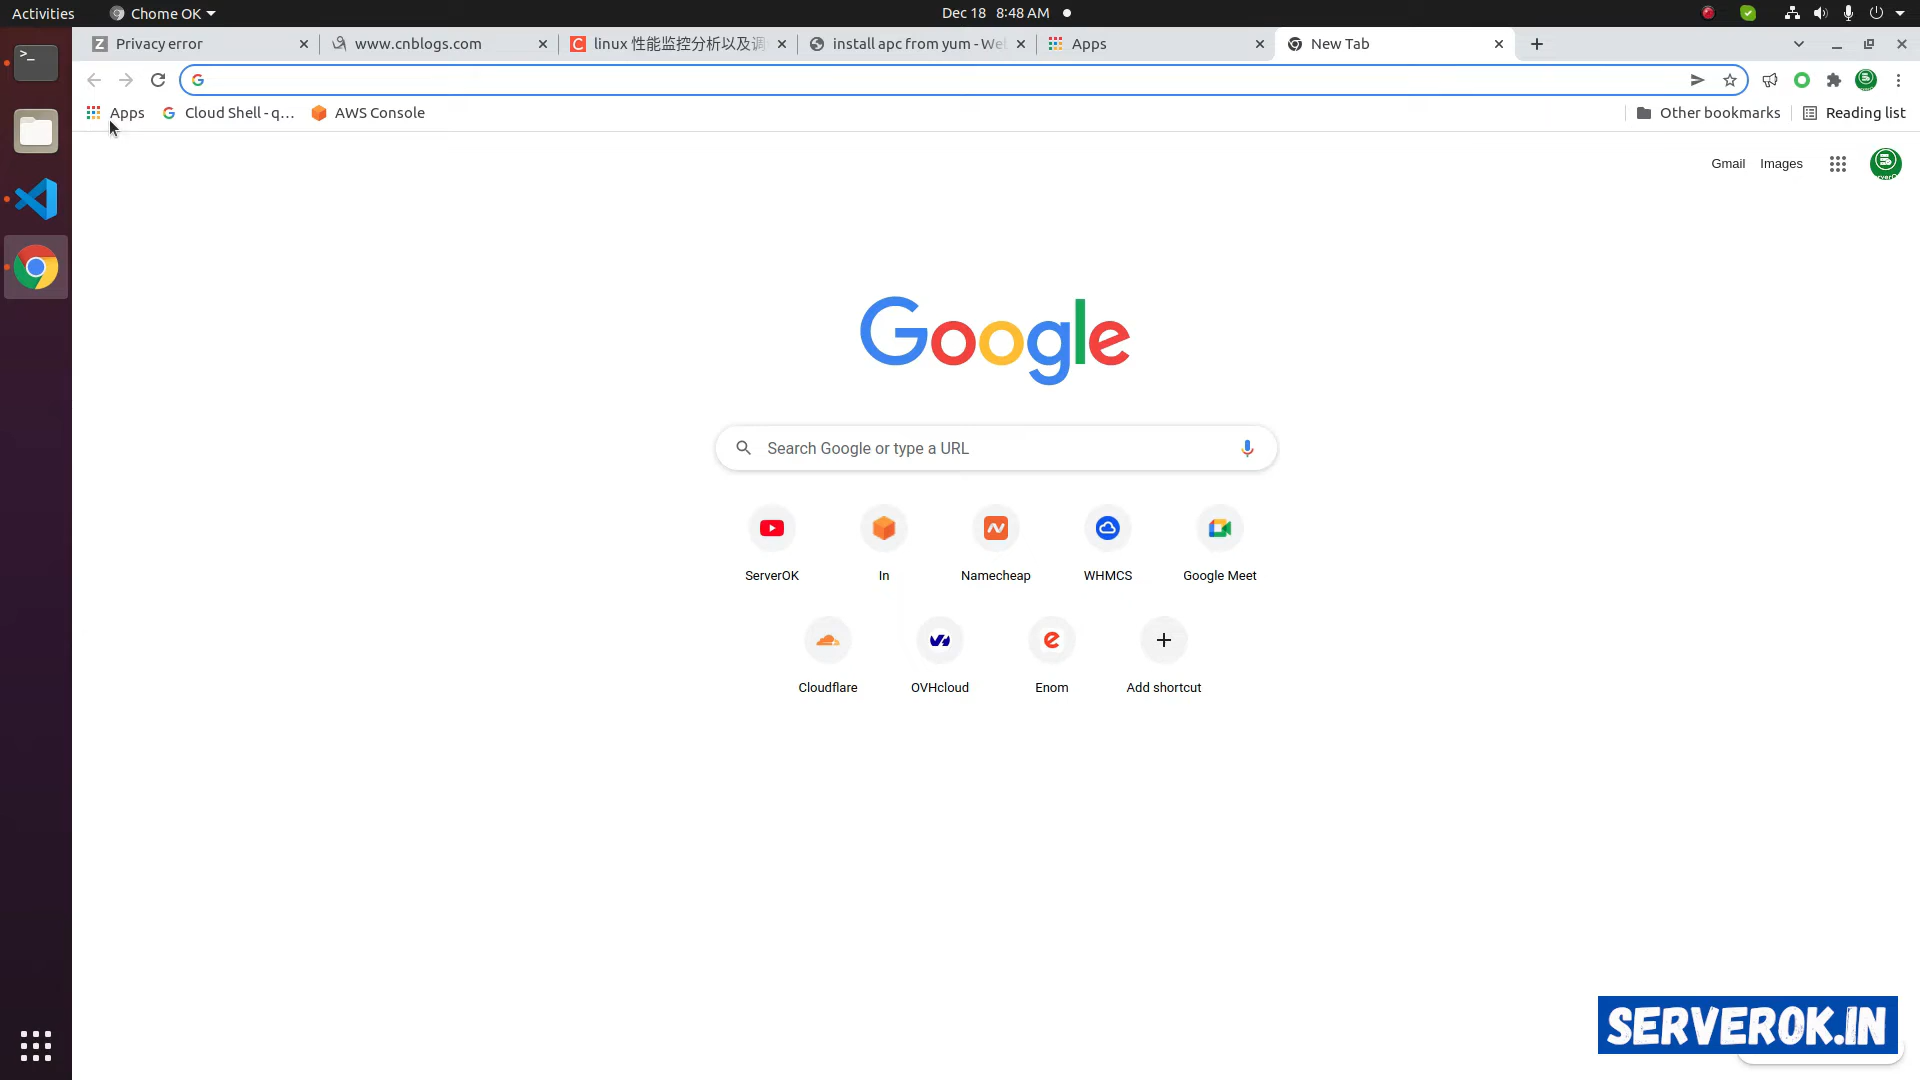 Activities
Chome OK
Dec 18 8:48 AM
Privacy error
www.cnblogs.com
linux 性能监控分析以及调
install apc from yum - We
Apps
New Tab
Apps
Cloud Shell - q…
AWS Console
Other bookmarks
Reading list
Gmail
Images
Google
Search Google or type a URL
ServerOK
In
Namecheap
WHMCS
Google Meet
Cloudflare
OVHcloud
Enom
Add shortcut
SERVEROK.IN